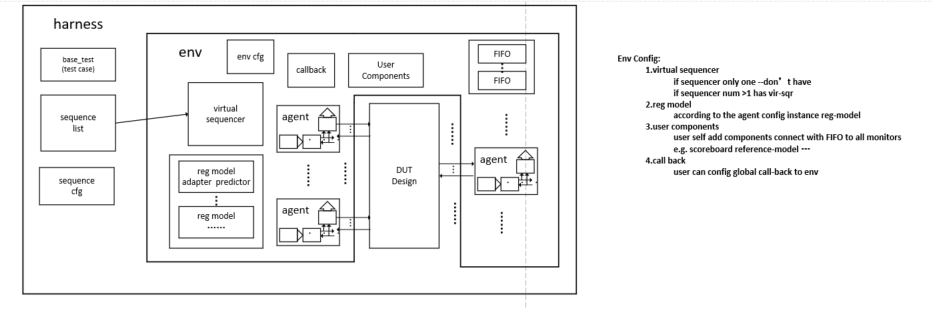 harness
base_test
(test case)
sequence
list
sequence
cfg
env
env cfg
callback
User
Components
FIFO
FIFO
virtual
sequencer
reg model
adapter predictor
reg model
......
agent
agent
DUT
Design
agent
Env Config:
1.virtual sequencer
if sequencer only one --don't have
if sequencer num >1 has vir-sqr
2.reg model
according to the agent config instance reg-model
3.user components
user self add components connect with FIFO to all monitors
e.g. scoreboard reference-model ---
4.call back
user can config global call-back to env